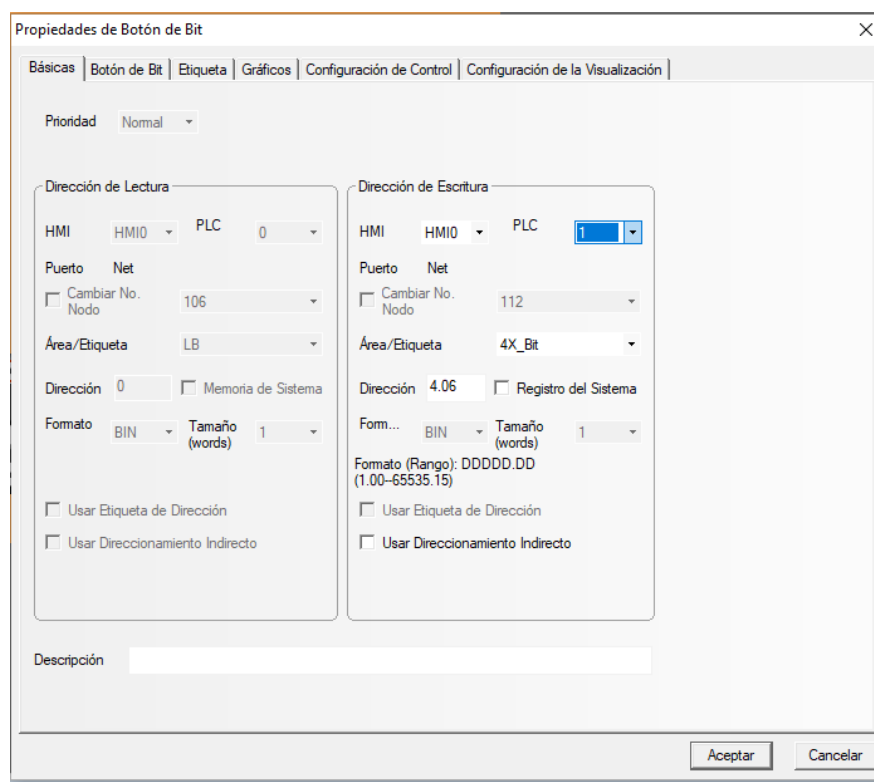 Propiedades de Botón de Bit
Básicas Botón de Bit Etiqueta Gráficos Configuración de Control Configuración de la Visualización
Prioridad Normal
Dirección de Lectura
HMI HMI0 PLC 0
Puerto Net
Cambiar No. Nodo 106
Área/Etiqueta LB
Dirección 0 Memoria de Sistema
Formato BIN Tamaño (words) 1
Usar Etiqueta de Dirección
Usar Direccionamiento Indirecto
Dirección de Escritura
HMI HMI0 PLC 1
Puerto Net
Cambiar No. Nodo 112
Área/Etiqueta 4X_Bit
Dirección 4.06 Registro del Sistema
Form... BIN Tamaño (words) 1
Formato (Rango): DDDDD.DD
(1.00--65535.15)
Usar Etiqueta de Dirección
Usar Direccionamiento Indirecto
Descripción
Aceptar Cancelar